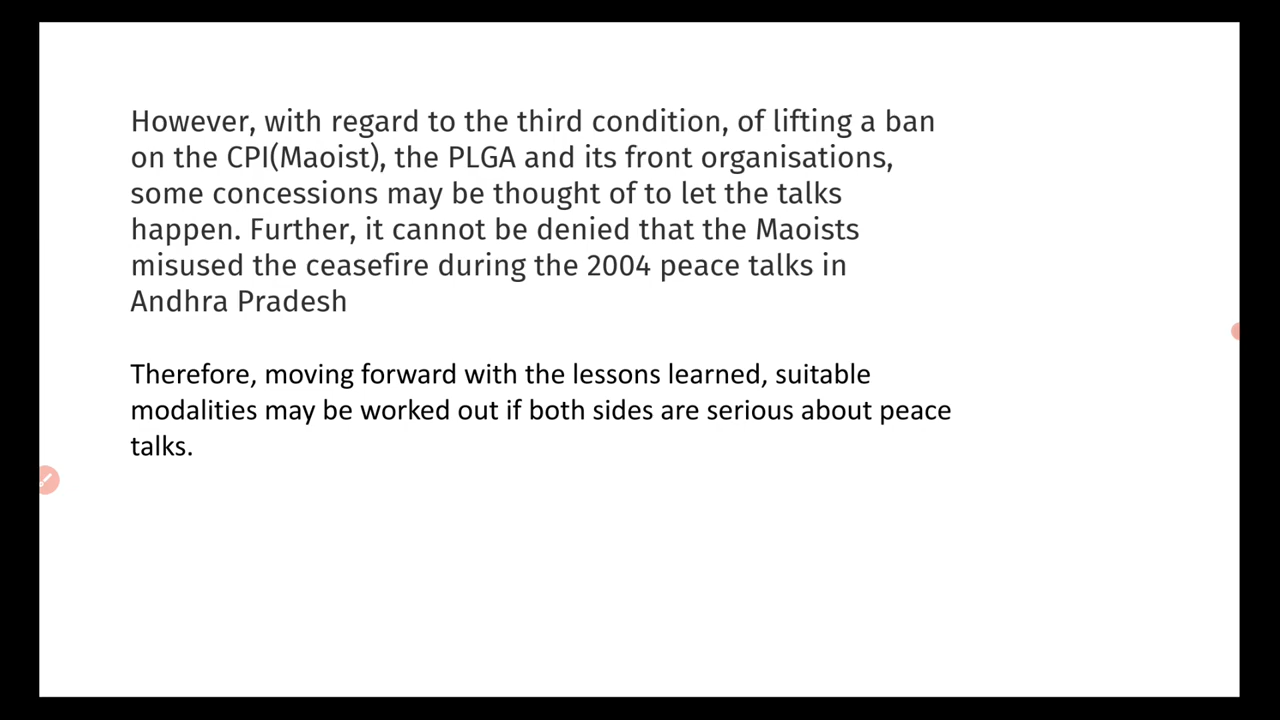 However, with regard to the third condition, of lifting a ban
on the CPI(Maoist), the PLGA and its front organisations,
some concessions may be thought of to let the talks
happen. Further, it cannot be denied that the Maoists
misused the ceasefire during the 2004 peace talks in
Andhra Pradesh
Therefore, moving forward with the lessons learned, suitable
modalities may be worked out if both sides are serious about peace
talks.